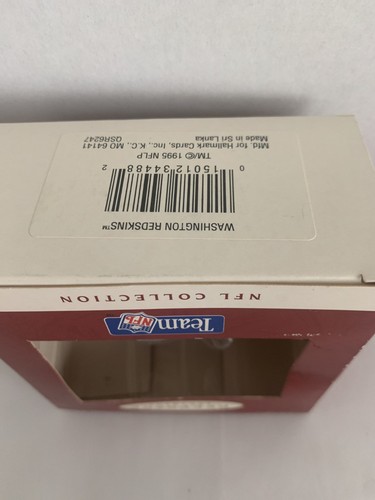 WASHINGTON REDSKINS™
0 15012 34488 2
TM/© 1995 NFLP
Mfd. for Hallmark Cards, Inc., K.C., MO 64141
Made in Sri Lanka QSR6247
NFL COLLECTION
Team NFL